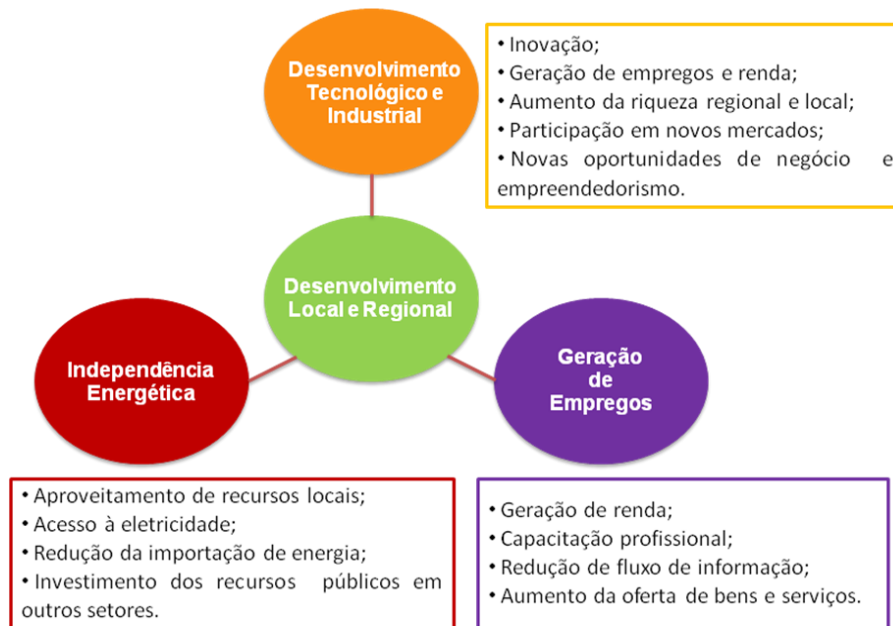 Desenvolvimento
Tecnológico e
Industrial
• Inovação;
• Geração de empregos e renda;
• Aumento da riqueza regional e local;
• Participação em novos mercados;
• Novas oportunidades de negócio e
empreendedorismo.
Desenvolvimento
Local e Regional
Independência
Energética
Geração
de
Empregos
• Aproveitamento de recursos locais;
• Acesso à eletricidade;
• Redução da importação de energia;
• Investimento dos recursos públicos em
outros setores.
• Geração de renda;
• Capacitação profissional;
• Redução de fluxo de informação;
• Aumento da oferta de bens e serviços.